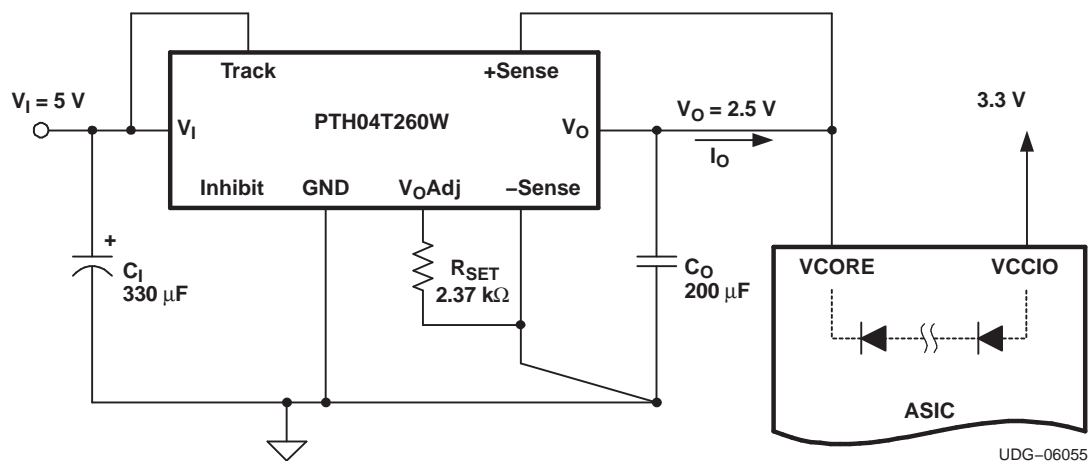 Track
+Sense
V_I = 5 V
PTH04T260W
V_O = 2.5 V
3.3 V
V_I
V_O
I_O
Inhibit
GND
V_OAdj
−Sense
+
C_I
330 μF
R_SET
2.37 kΩ
C_O
200 μF
VCORE
VCCIO
ASIC
UDG−06055